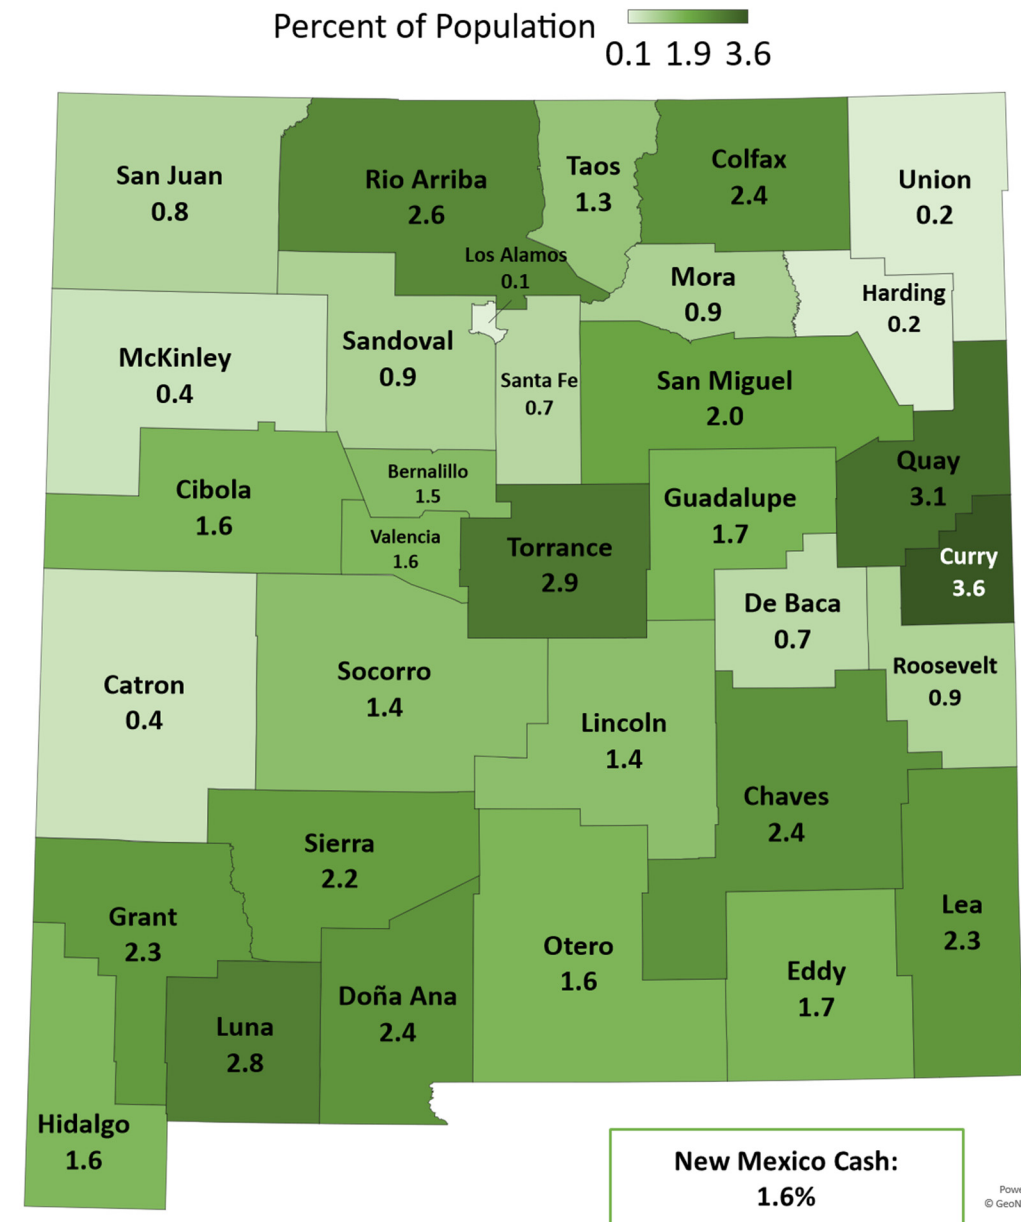 Percent of Population
0.1 1.9 3.6
San Juan
0.8
Rio Arriba
2.6
Taos
1.3
Colfax
2.4
Union
0.2
Los Alamos
0.1
Mora
0.9
Harding
0.2
McKinley
0.4
Sandoval
0.9
Santa Fe
0.7
San Miguel
2.0
Quay
3.1
Cibola
1.6
Bernalillo
1.5
Valencia
1.6
Torrance
2.9
Guadalupe
1.7
Curry
3.6
De Baca
0.7
Catron
0.4
Socorro
1.4
Lincoln
1.4
Roosevelt
0.9
Chaves
2.4
Sierra
2.2
Grant
2.3
Lea
2.3
Otero
1.6
Eddy
1.7
Doña Ana
2.4
Luna
2.8
Hidalgo
1.6
New Mexico Cash:
1.6%